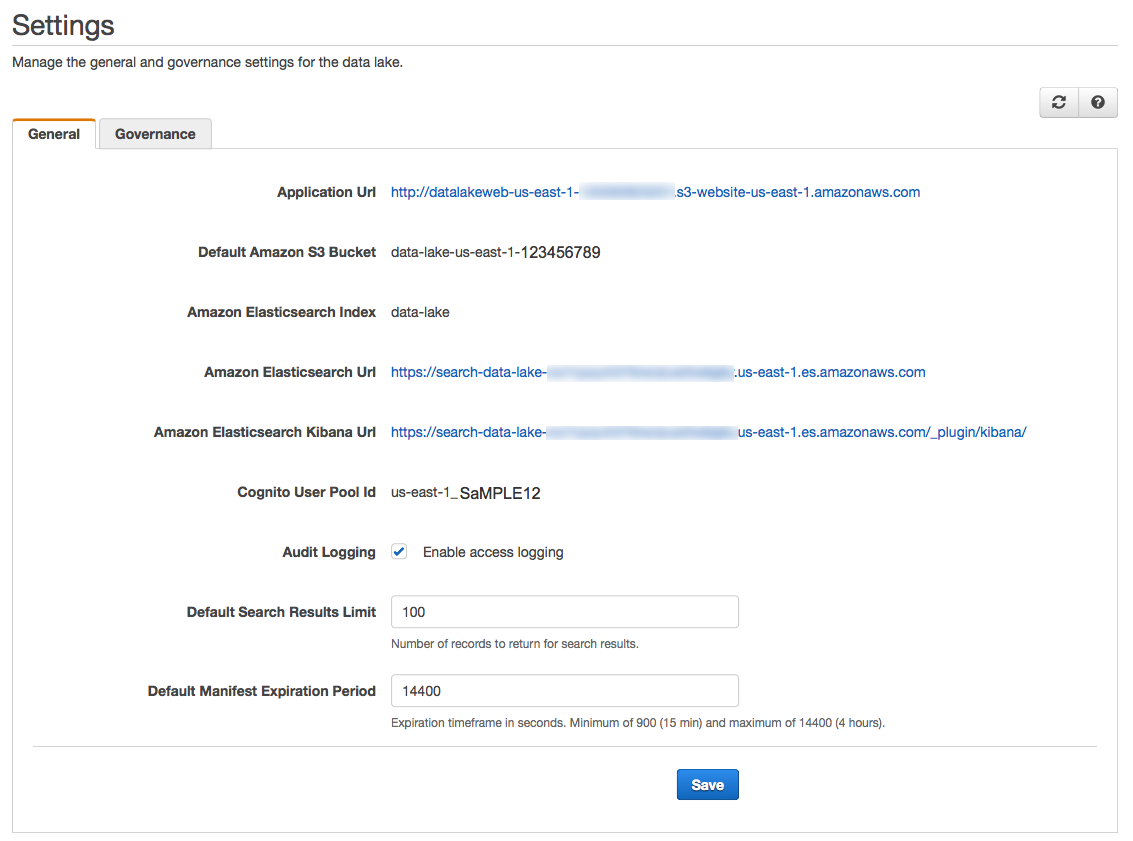 Settings
Manage the general and governance settings for the data lake.
General Governance
Application Url http://datalakeweb-us-east-1- .s3-website-us-east-1.amazonaws.com
Default Amazon S3 Bucket data-lake-us-east-1-123456789
Amazon Elasticsearch Index data-lake
Amazon Elasticsearch Url https://search-data-lake- .us-east-1.es.amazonaws.com
Amazon Elasticsearch Kibana Url https://search-data-lake- us-east-1.es.amazonaws.com/_plugin/kibana/
Cognito User Pool Id us-east-1_SaMPLE12
Audit Logging Enable access logging
Default Search Results Limit 100
Number of records to return for search results.
Default Manifest Expiration Period 14400
Expiration timeframe in seconds. Minimum of 900 (15 min) and maximum of 14400 (4 hours).
Save